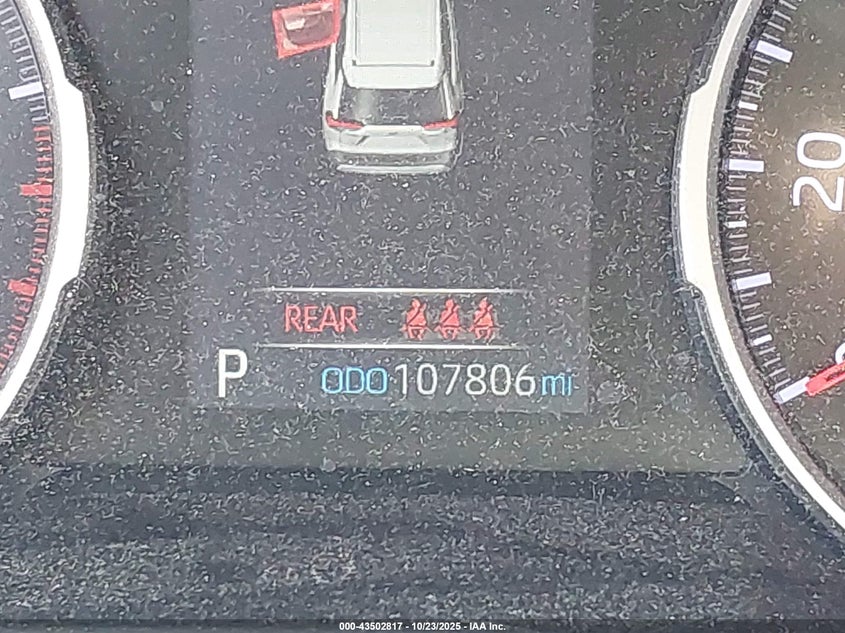 20
REAR
P ODO 107806 mi
000-43502817 - 10/23/2025 - IAA Inc.